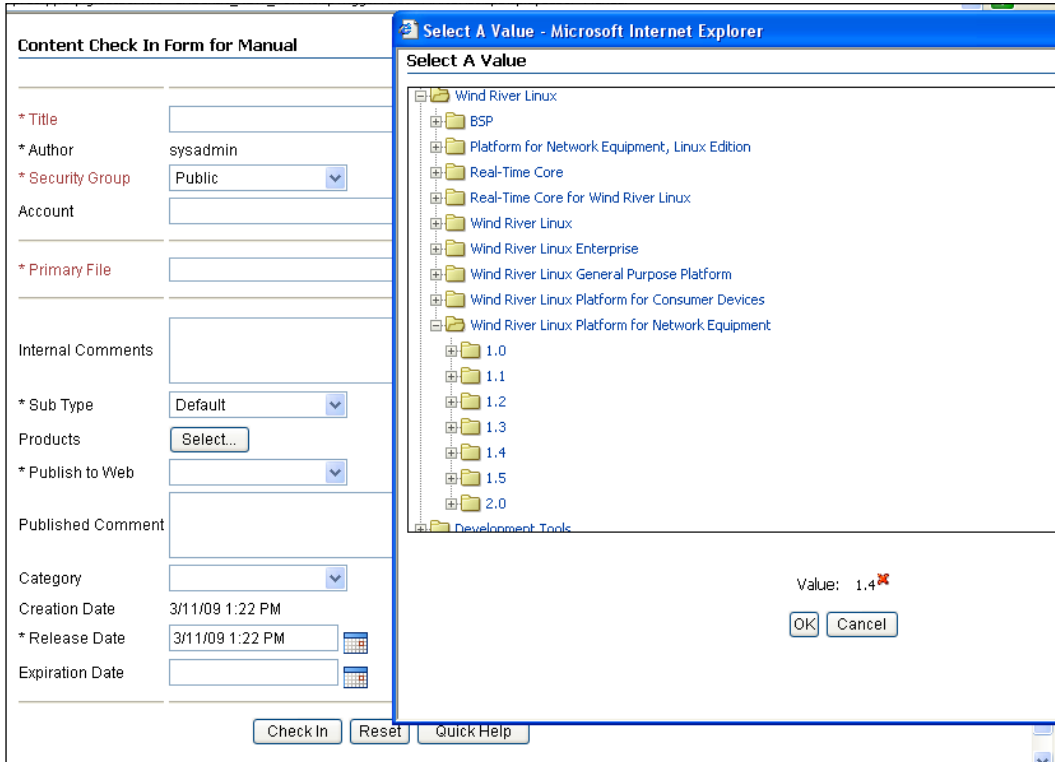 Content Check In Form for Manual
* Title
* Author
sysadmin
* Security Group
Public
Account
* Primary File
Internal Comments
* Sub Type
Default
Products
Select...
* Publish to Web
Published Comment
Category
Creation Date
3/11/09 1:22 PM
* Release Date
3/11/09 1:22 PM
Expiration Date
Check In
Reset
Quick Help
Select A Value - Microsoft Internet Explorer
Select A Value
Wind River Linux
BSP
Platform for Network Equipment, Linux Edition
Real-Time Core
Real-Time Core for Wind River Linux
Wind River Linux
Wind River Linux Enterprise
Wind River Linux General Purpose Platform
Wind River Linux Platform for Consumer Devices
Wind River Linux Platform for Network Equipment
1.0
1.1
1.2
1.3
1.4
1.5
2.0
Development Tools
Value: 1.4
OK
Cancel